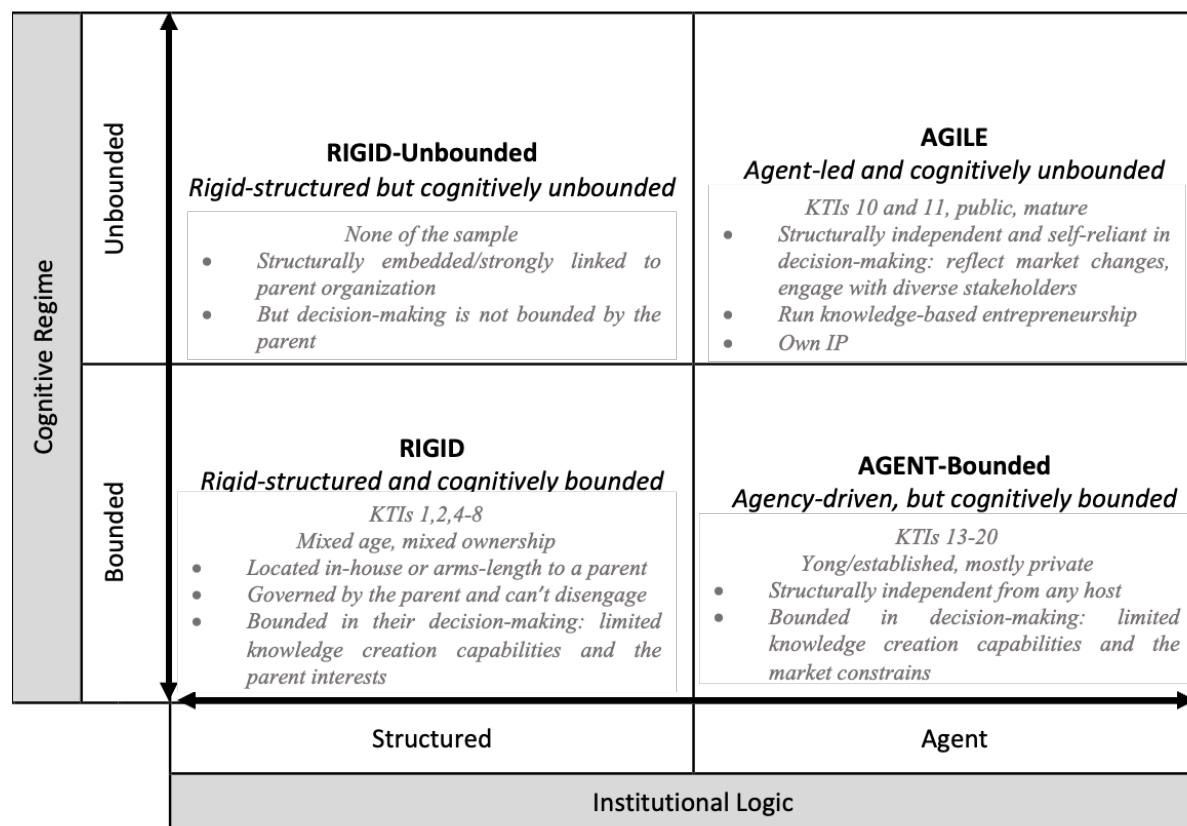 Cognitive Regime
Unbounded
RIGID-Unbounded
Rigid-structured but cognitively unbounded
None of the sample
• Structurally embedded/strongly linked to
parent organization
• But decision-making is not bounded by the
parent
AGILE
Agent-led and cognitively unbounded
KTIs 10 and 11, public, mature
• Structurally independent and self-reliant in
decision-making: reflect market changes,
engage with diverse stakeholders
• Run knowledge-based entrepreneurship
• Own IP
Bounded
RIGID
Rigid-structured and cognitively bounded
KTIs 1,2,4-8
Mixed age, mixed ownership
• Located in-house or arms-length to a parent
• Governed by the parent and can't disengage
• Bounded in their decision-making: limited
knowledge creation capabilities and the
parent interests
AGENT-Bounded
Agency-driven, but cognitively bounded
KTIs 13-20
Yong/established, mostly private
• Structurally independent from any host
• Bounded in decision-making: limited
knowledge creation capabilities and the
market constrains
Structured
Agent
Institutional Logic